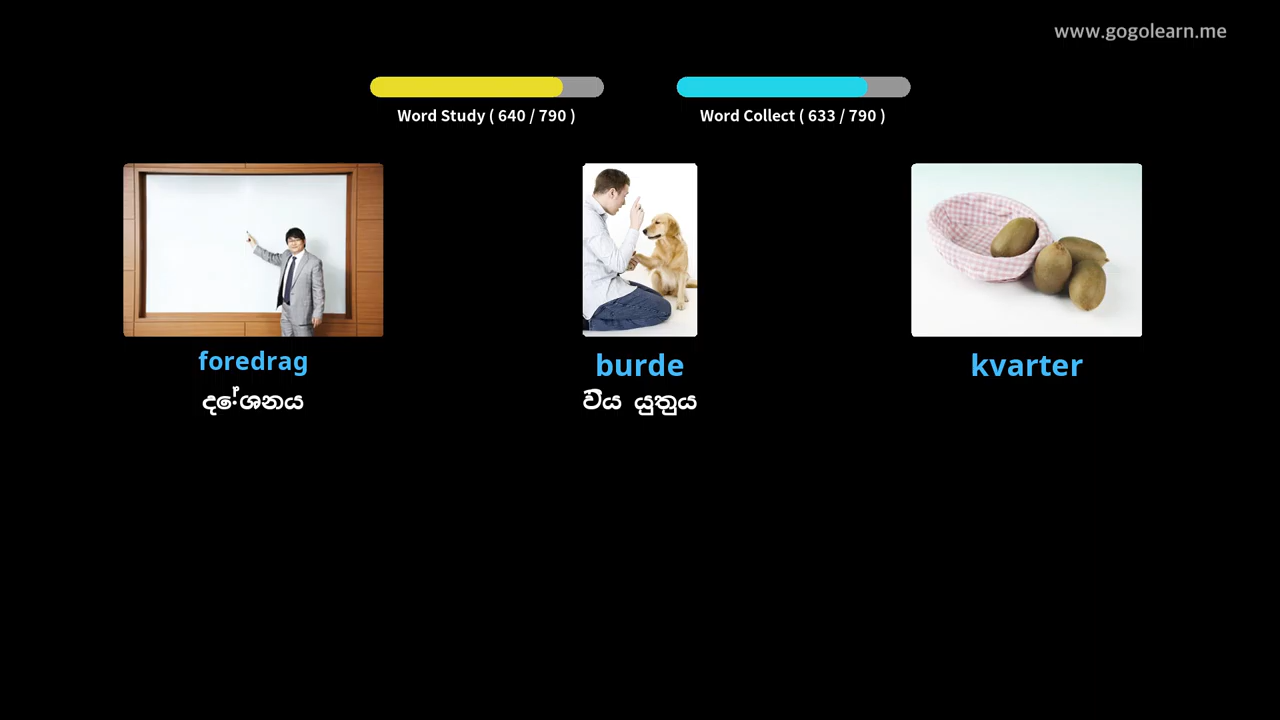 www.gogolearn.me
Word Study ( 640 / 790 )
Word Collect ( 633 / 790 )
foredrag
දේශනය
burde
විය යුතුය
kvarter